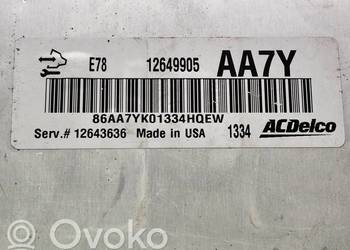 E78 12649905 AA7Y
86AA7YK01334HQEW
Serv.# 12643636 Made in USA 1334 ACDelco
Ovoko